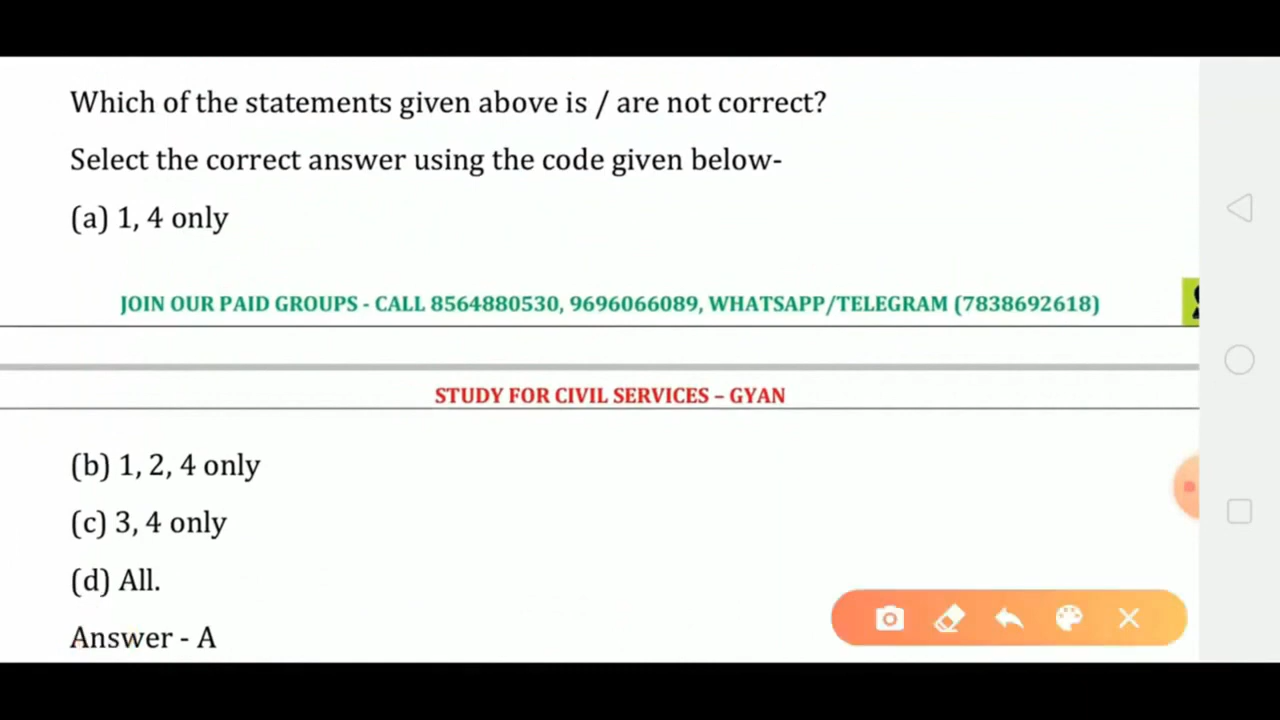 Which of the statements given above is / are not correct?
Select the correct answer using the code given below-
(a) 1, 4 only
JOIN OUR PAID GROUPS - CALL 8564880530, 9696066089, WHATSAPP/TELEGRAM (7838692618)
STUDY FOR CIVIL SERVICES – GYAN
(b) 1, 2, 4 only
(c) 3, 4 only
(d) All.
Answer - A